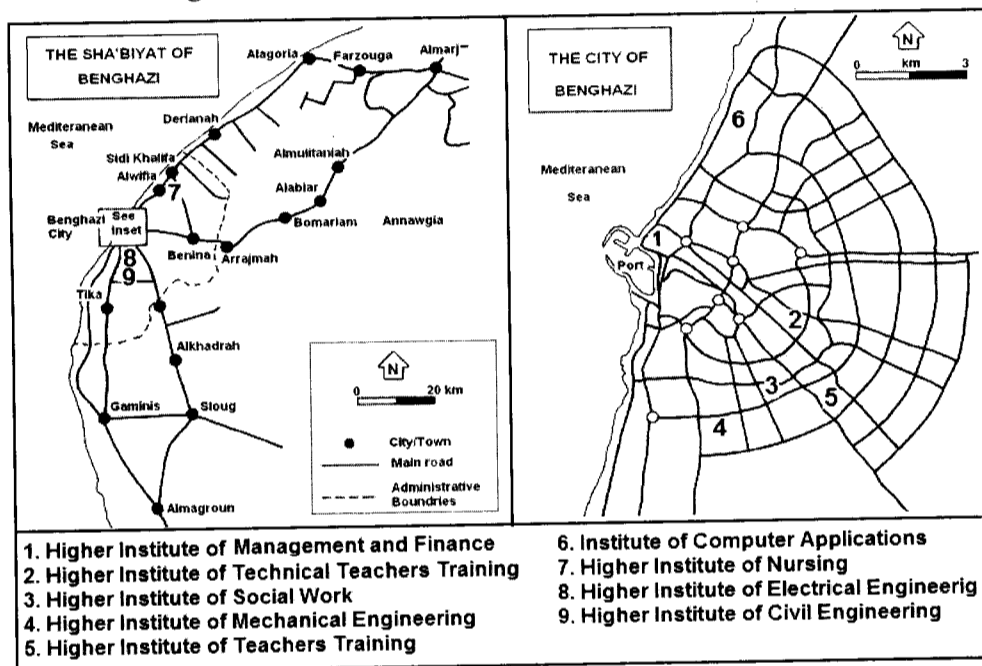 THE SHA'BIYAT OF
BENGHAZI
Mediteranean
Sea
Alagoria
Farzouga
Almarj
Derianah
Sidi Khalifa
Alwifia
7
Almulitaniah
Alabiar
Bomariam
Annawgia
Benghazi
City
See
Inset
Benina
Arrajmah
8
9
Tika
Alkhadrah
Gaminis
Sloug
Almagroun
N
0 20 km
City/Town
Main road
Administrative
Boundries
THE CITY OF
BENGHAZI
N
0 km 3
Mediteranean
Sea
6
1
Port
2
3
5
4
1. Higher Institute of Management and Finance
2. Higher Institute of Technical Teachers Training
3. Higher Institute of Social Work
4. Higher Institute of Mechanical Engineering
5. Higher Institute of Teachers Training
6. Institute of Computer Applications
7. Higher Institute of Nursing
8. Higher Institute of Electrical Engineerig
9. Higher Institute of Civil Engineering